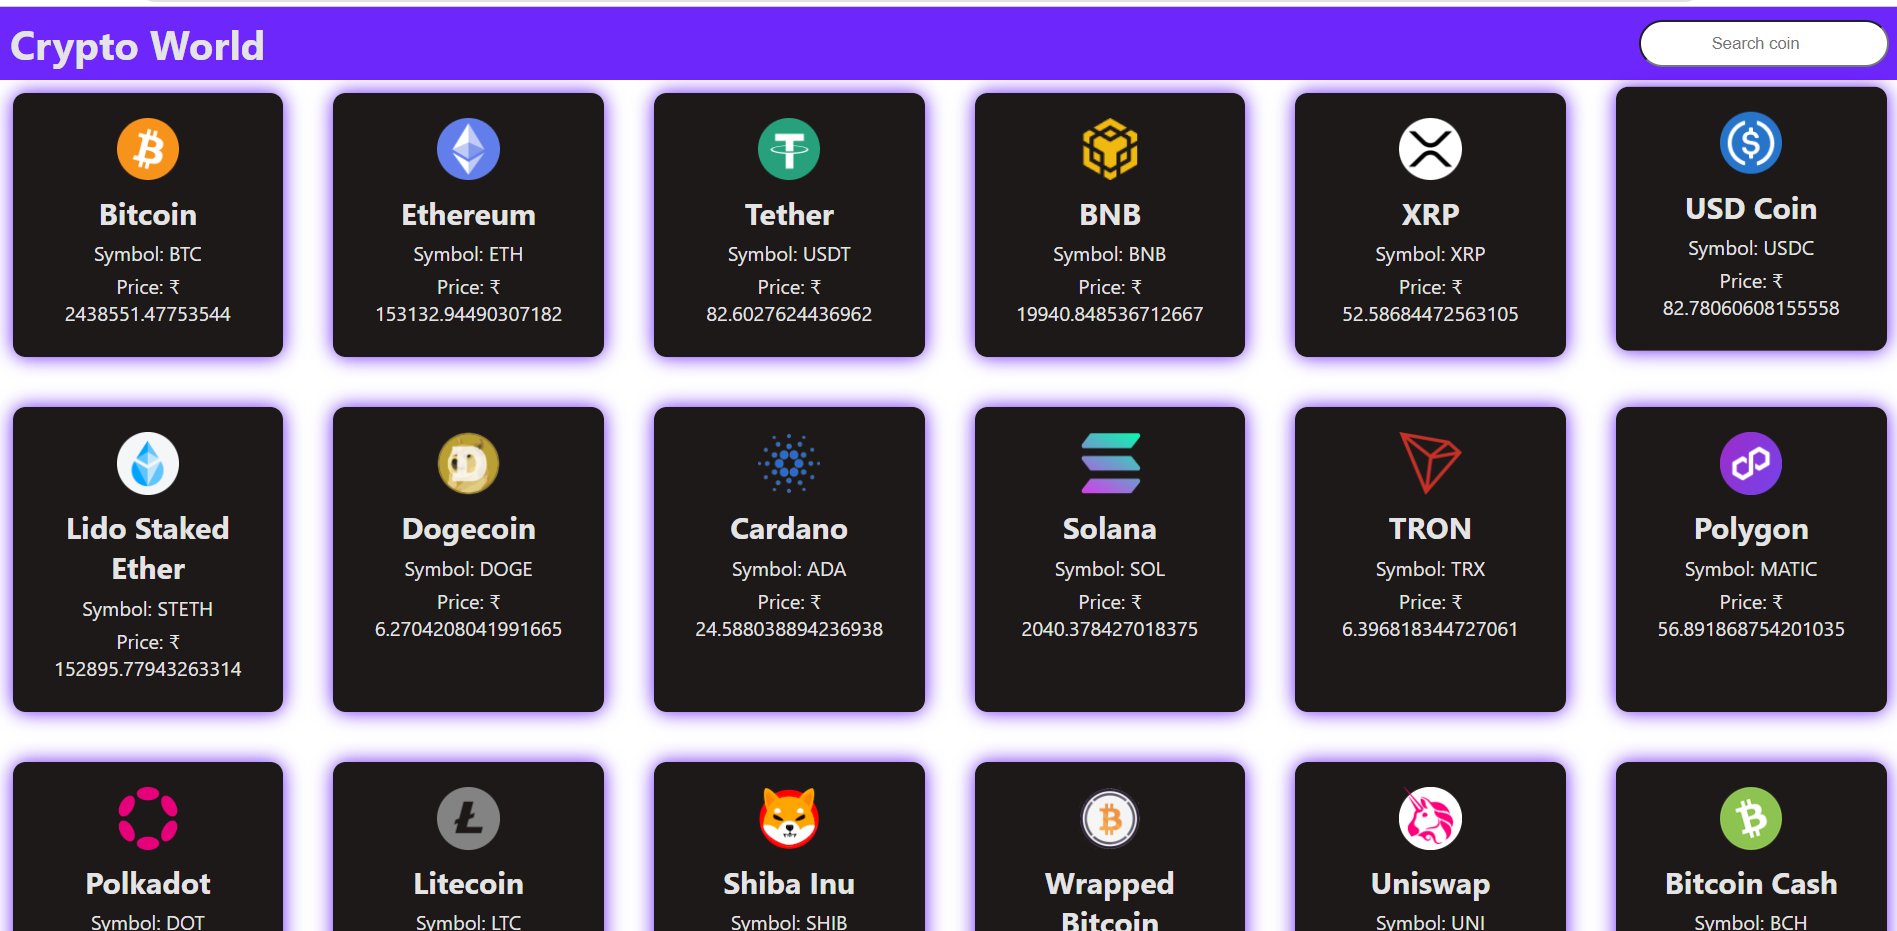 Crypto World
Search coin
Bitcoin
Symbol: BTC
Price: ₹
2438551.47753544
Ethereum
Symbol: ETH
Price: ₹
153132.94490307182
Tether
Symbol: USDT
Price: ₹
82.6027624436962
BNB
Symbol: BNB
Price: ₹
19940.848536712667
XRP
Symbol: XRP
Price: ₹
52.58684472563105
USD Coin
Symbol: USDC
Price: ₹
82.78060608155558
Lido Staked
Ether
Symbol: STETH
Price: ₹
152895.77943263314
Dogecoin
Symbol: DOGE
Price: ₹
6.2704208041991665
Cardano
Symbol: ADA
Price: ₹
24.588038894236938
Solana
Symbol: SOL
Price: ₹
2040.378427018375
TRON
Symbol: TRX
Price: ₹
6.396818344727061
Polygon
Symbol: MATIC
Price: ₹
56.891868754201035
Polkadot
Symbol: DOT
Litecoin
Symbol: LTC
Shiba Inu
Symbol: SHIB
Wrapped
Bitcoin
Uniswap
Symbol: UNI
Bitcoin Cash
Symbol: BCH